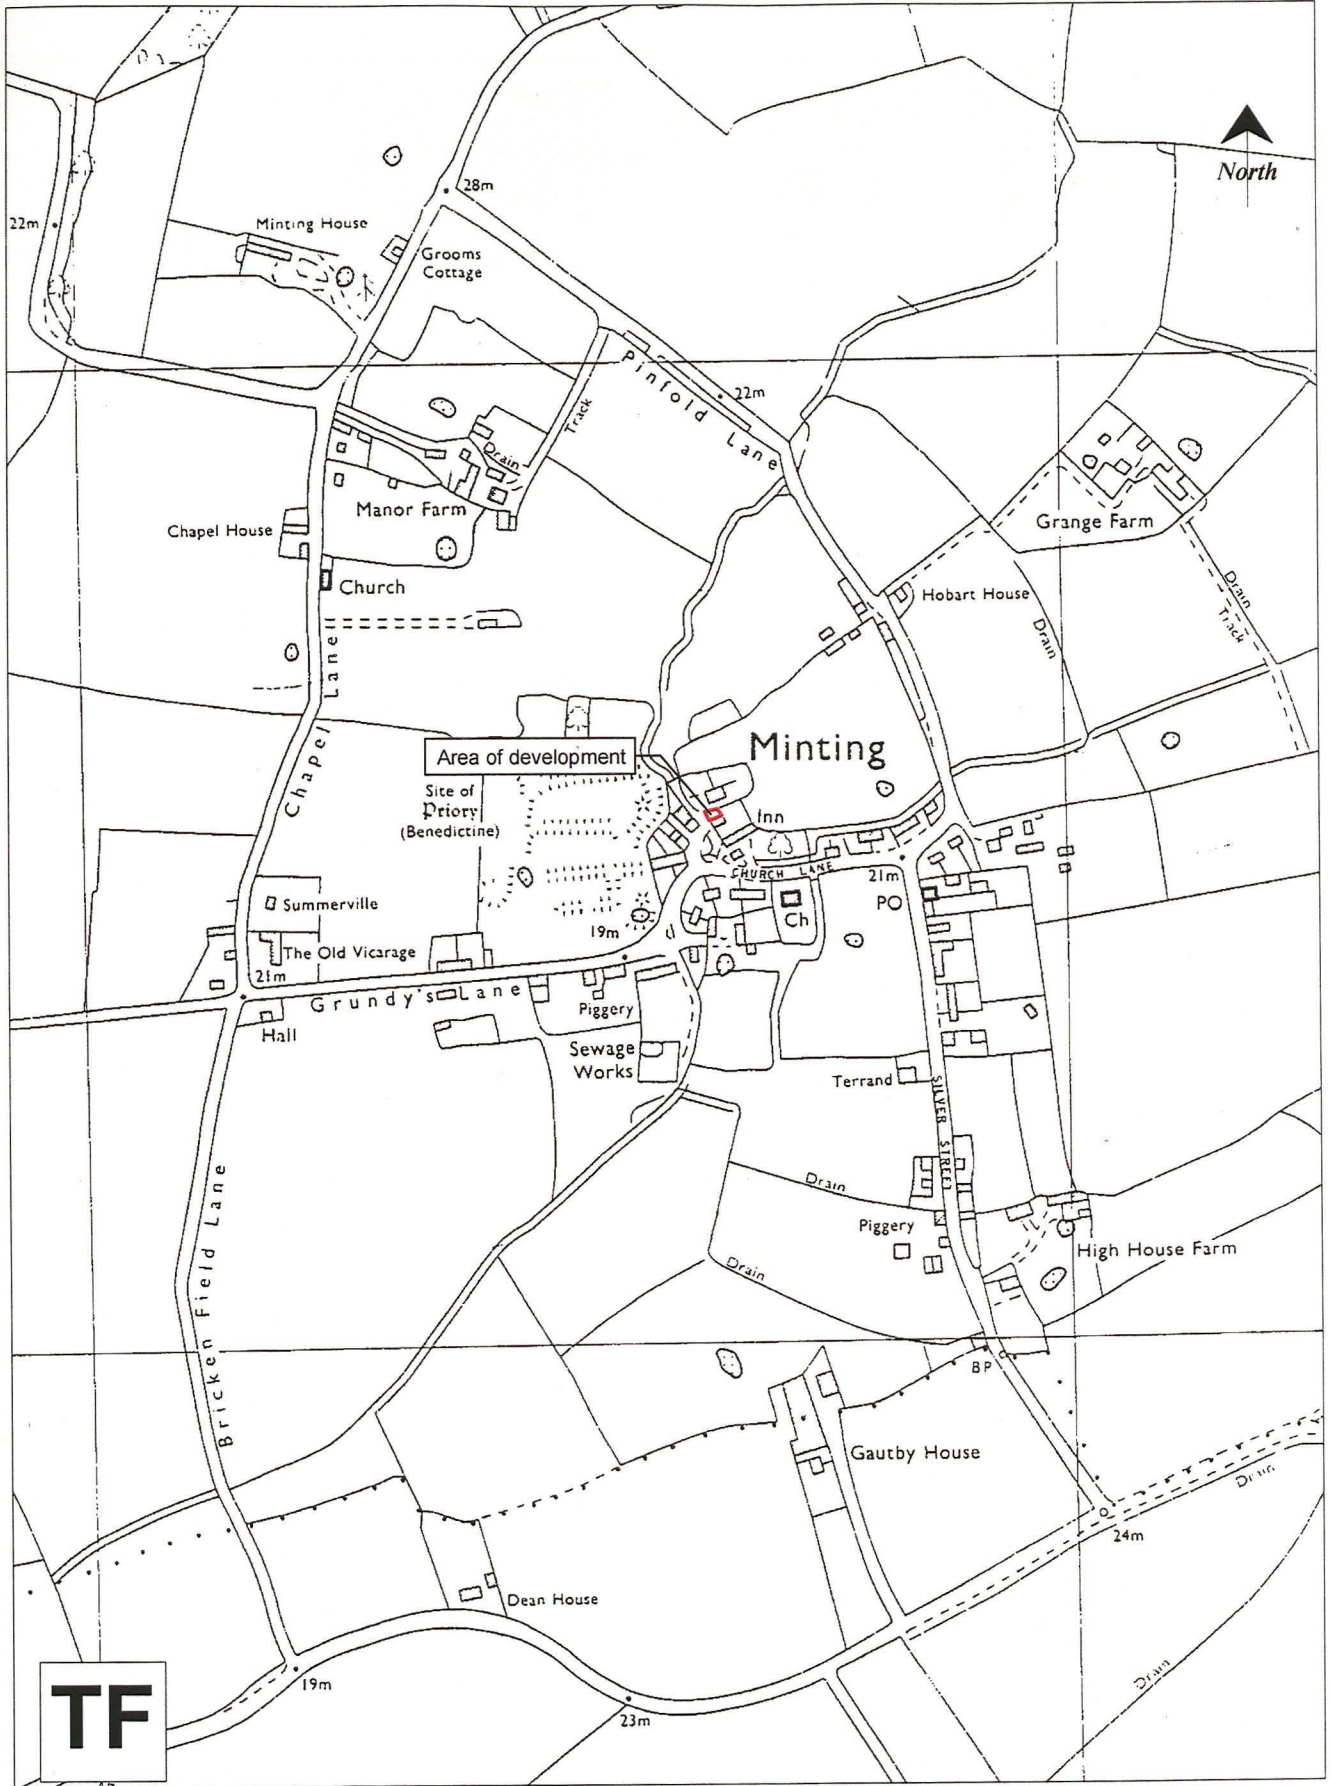 North
28m
22m
Minting House
Grooms
Cottage
Pinfold Lane
22m
Track
Drain
Manor Farm
Chapel House
Church
Grange Farm
Hobart House
Drain
Drain
Track
Chapel Lane
Minting
Area of development
Site of
Priory
(Benedictine)
Inn
CHURCH LANE
21m
PO
Ch
Summerville
19m
The Old Vicarage
21m
Grundy's Lane
Hall
Piggery
Sewage
Works
Terrand
SILVER STREET
Drain
Piggery
High House Farm
Drain
Bricken Field Lane
BP
Gautby House
Drain
24m
Dean House
Drain
19m
23m
TF